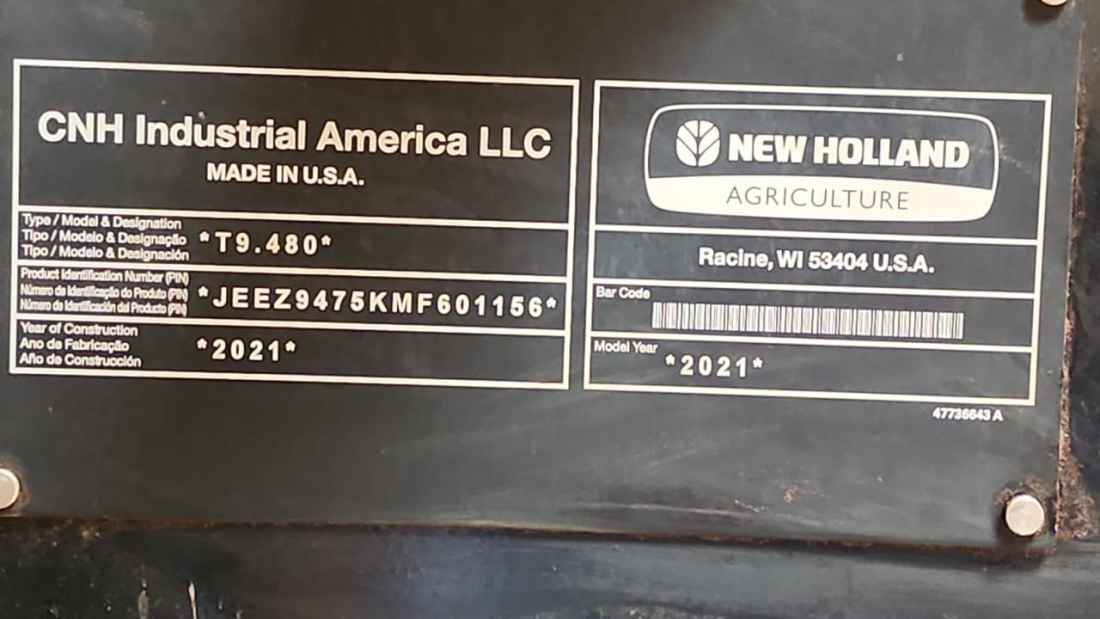 CNH Industrial America LLC
MADE IN U.S.A.
Type / Model & Designation
Tipo / Modelo & Designação
Tipo / Modelo & Designación
*T9.480*
Product Identification Number (PIN)
Número de Identificação do Produto (PIN)
Número de Identificación del Producto (PIN)
*JEEZ9475KMF601156*
Year of Construction
Ano de Fabricação
Año de Construcción
*2021*
NEW HOLLAND
AGRICULTURE
Racine, WI 53404 U.S.A.
Bar Code
Model Year
*2021*
47736643 A